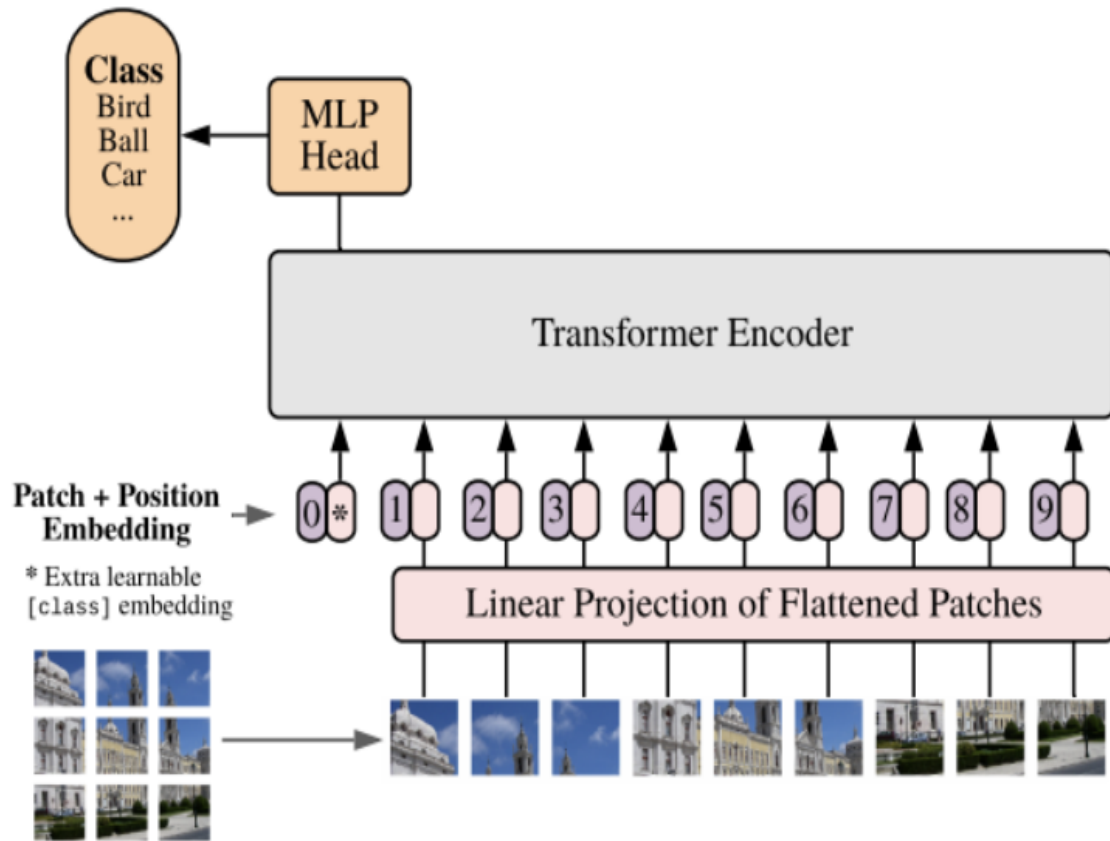 Class
Bird
Ball
Car
...
MLP
Head
Transformer Encoder
Patch + Position
Embedding
0 * 1 2 3 4 5 6 7 8 9
* Extra learnable
[class] embedding
Linear Projection of Flattened Patches